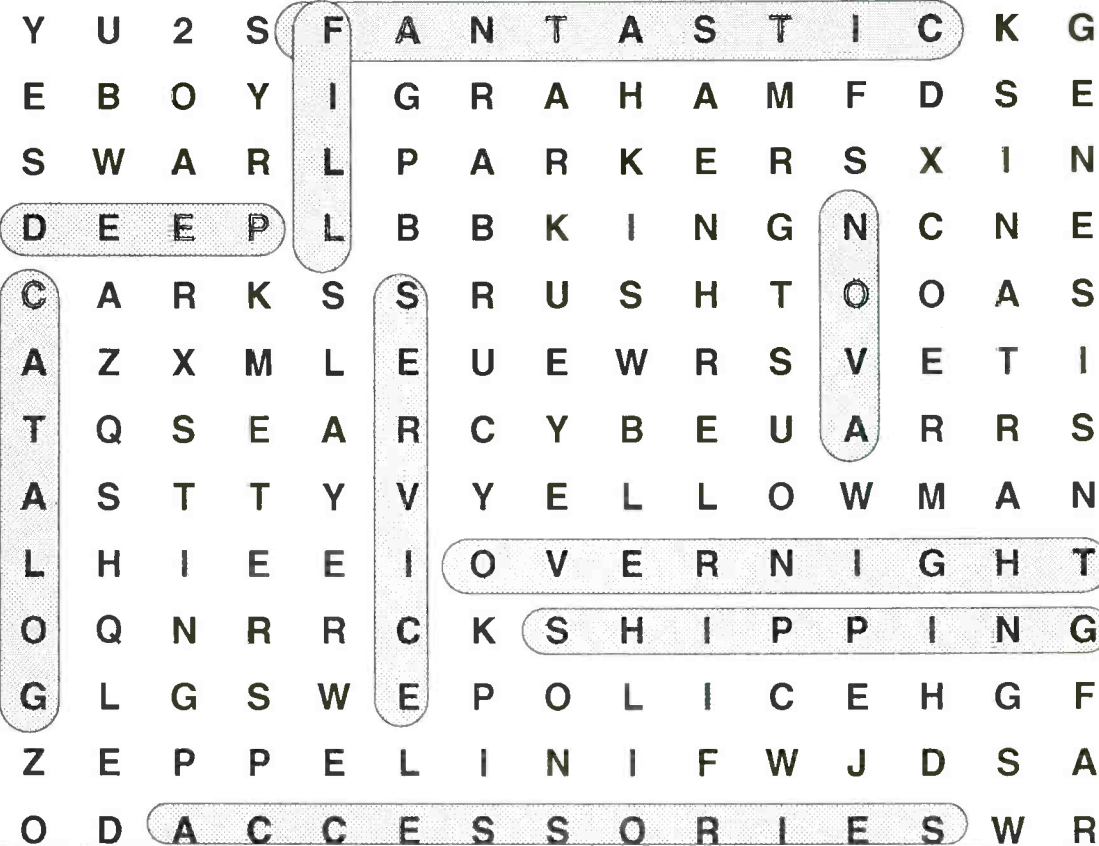 Y U 2 S F A N T A S T I C K G
E B O Y I G R A H A M F D S E
S W A R L P A R K E R S X I N
D E E P L B B K I N G N C N E
C A R K S S R U S H T O O A S
A Z X M L E U E W R S V E T I
T Q S E A R C Y B E U A R R S
A S T T Y V Y E L L O W M A N
L H I E E I O V E R N I G H T
O Q N R R C K S H I P P I N G
G L G S W E P O L I C E H G F
Z E P P E L I N I F W J D S A
O D A C C E S S O R I E S W R